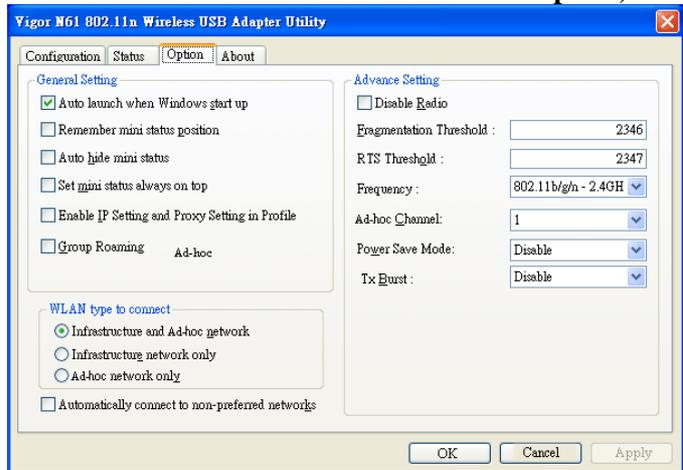 Vigor N61 802.11n Wireless USB Adapter Utility
Configuration Status Option About
General Setting
Auto launch when Windows start up
Remember mini status position
Auto hide mini status
Set mini status always on top
Enable IP Setting and Proxy Setting in Profile
Group Roaming Ad-hoc
WLAN type to connect
Infrastructure and Ad-hoc network
Infrastructure network only
Ad-hoc network only
Automatically connect to non-preferred networks
Advance Setting
Disable Radio
Fragmentation Threshold : 2346
RTS Threshold : 2347
Frequency : 802.11b/g/n - 2.4GH
Ad-hoc Channel: 1
Power Save Mode: Disable
Tx Burst : Disable
OK Cancel Apply